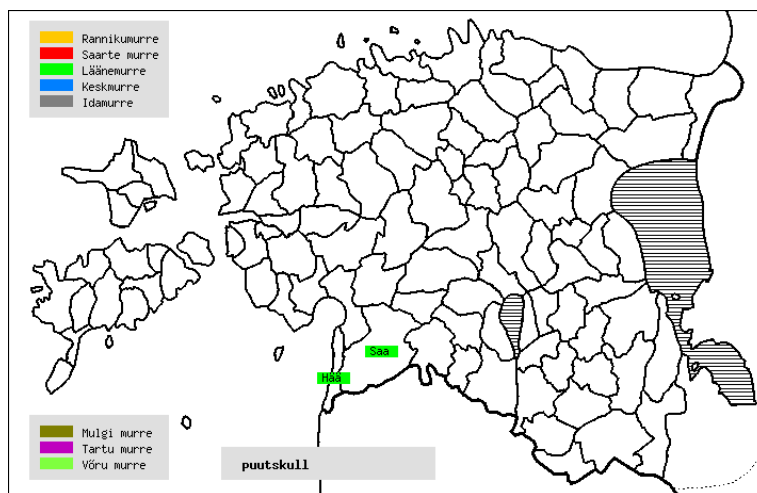 Rannikumurre
Saarte murre
Läänemurre
Keskmurre
Idamurre
Saa
Hää
Mulgi murre
Tartu murre
Võru murre
puutskull